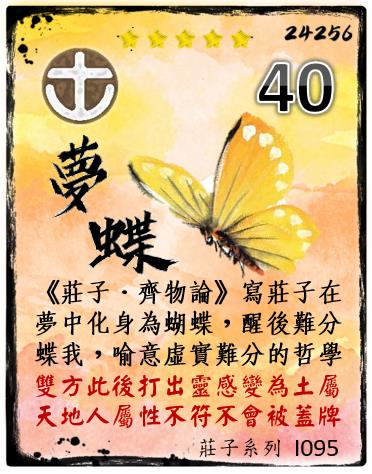 24256
土
40
夢
蝶
《莊子·齊物論》寫莊子在
夢中化身為蝴蝶，醒後難分
蝶我，喻意虛實難分的哲學
雙方此後打出靈感變為土屬
天地人屬性不符不會被蓋牌
莊子系列 I095